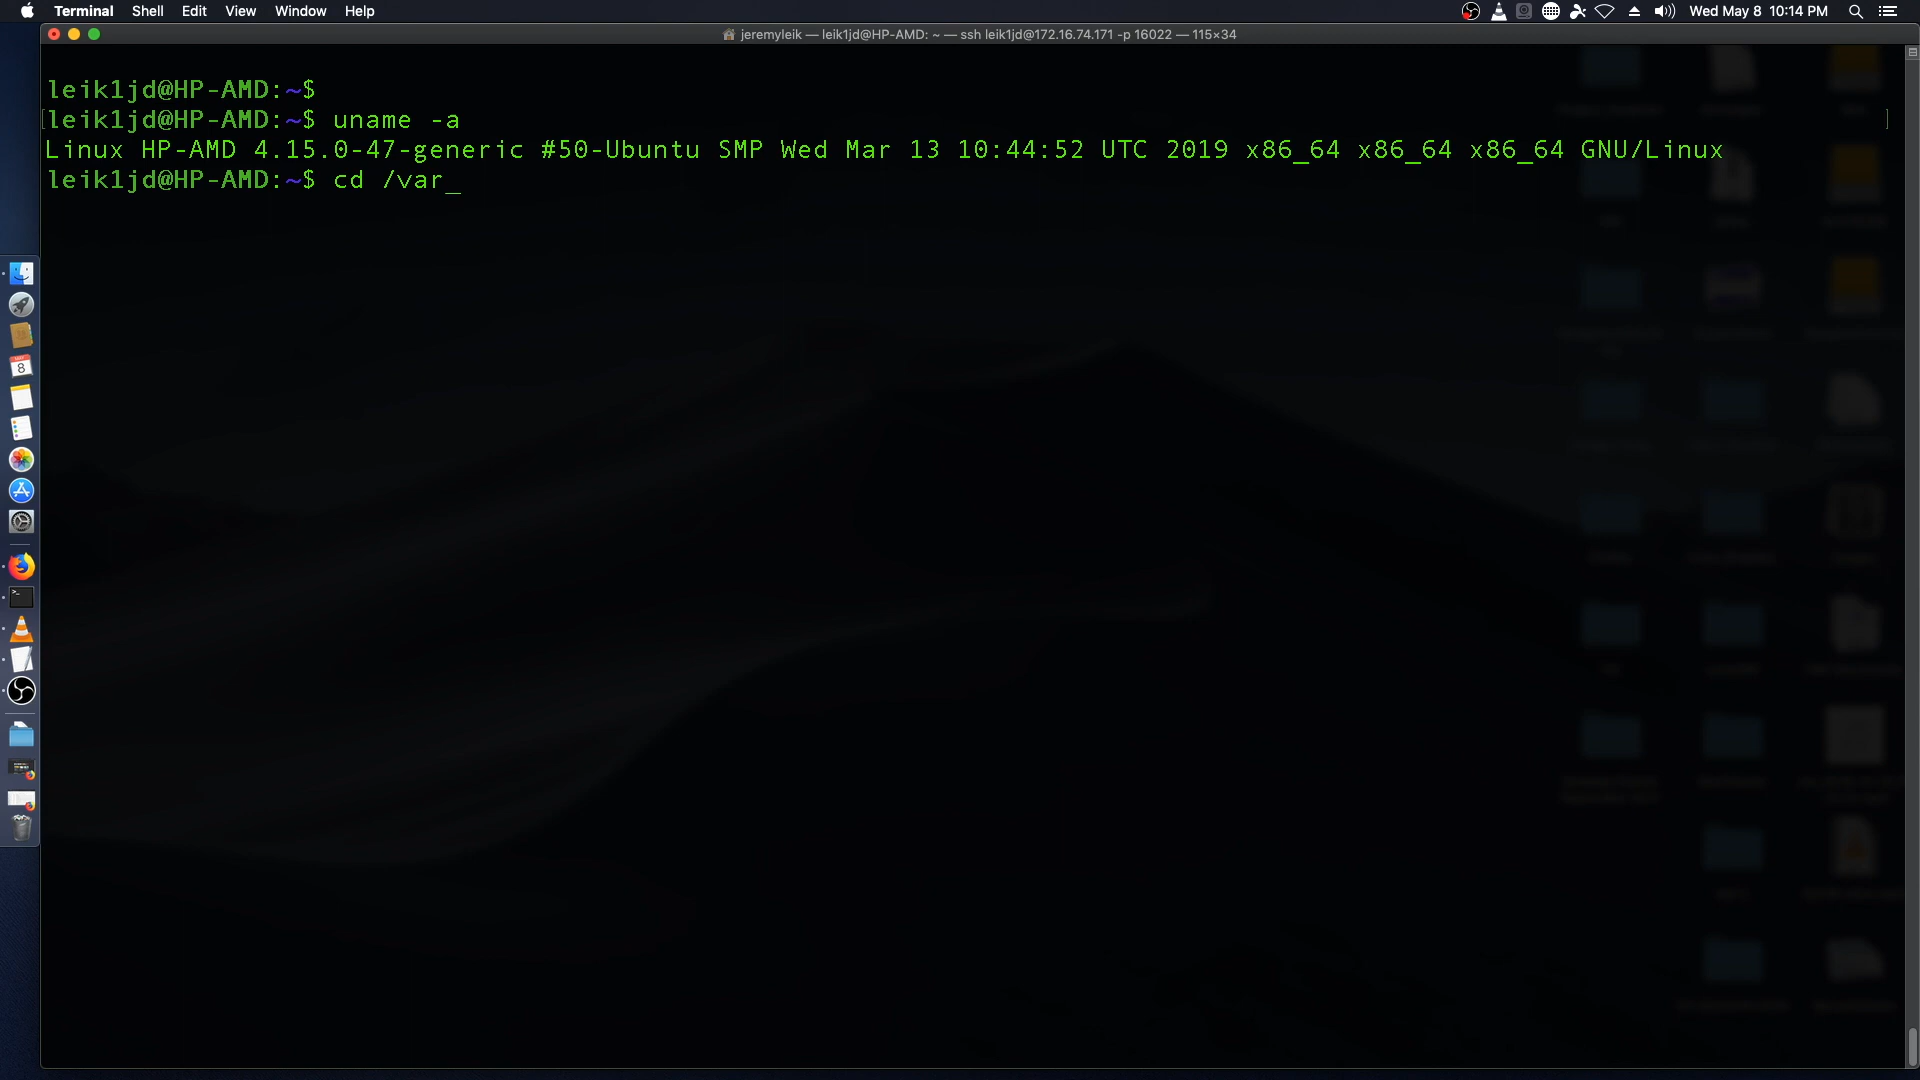 Terminal Shell Edit View Window Help Wed May 8 10:14 PM
jeremyleik — leik1jd@HP-AMD: ~ — ssh leik1jd@172.16.74.171 -p 16022 — 115×34
leik1jd@HP-AMD:~$
[leik1jd@HP-AMD:~$ uname -a ]
Linux HP-AMD 4.15.0-47-generic #50-Ubuntu SMP Wed Mar 13 10:44:52 UTC 2019 x86_64 x86_64 x86_64 GNU/Linux
leik1jd@HP-AMD:~$ cd /var_
8